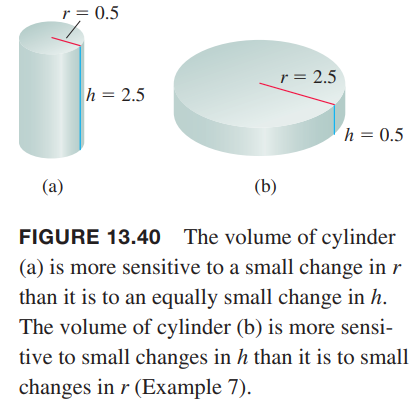 r = 0.5
h = 2.5
r = 2.5
h = 0.5
(a)
(b)
FIGURE 13.40 The volume of cylinder
(a) is more sensitive to a small change in r
than it is to an equally small change in h.
The volume of cylinder (b) is more sensi-
tive to small changes in h than it is to small
changes in r (Example 7).